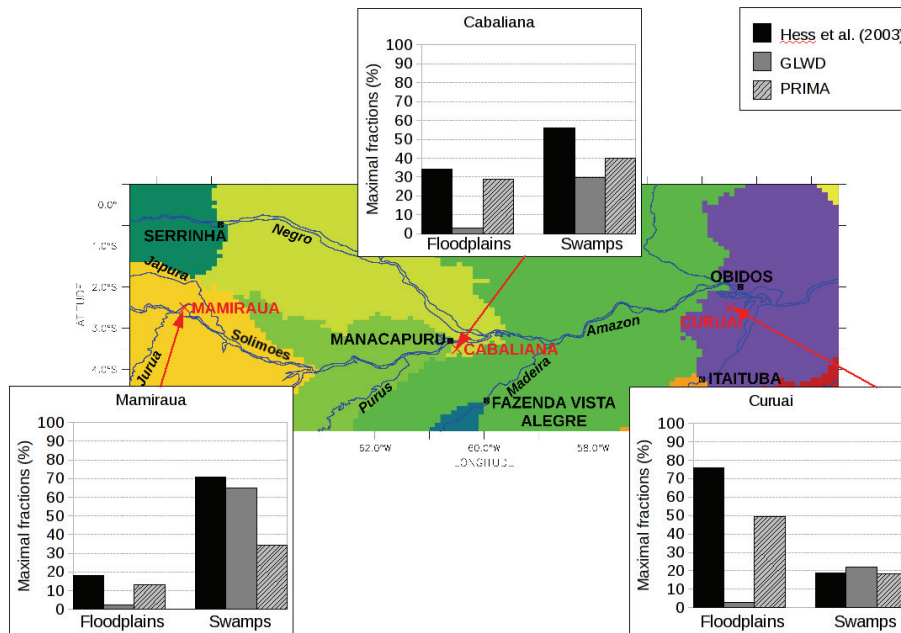 Cabaliana
Maximal fractions (%)
100
90
80
70
60
50
40
30
20
10
0
Floodplains
Swamps
Hess et al. (2003)
GLWD
PRIMA
0.0°
1.0°S
2.0°S
3.0°S
4.0°S
SERRINHA
Negro
Japura
MAMIRAUA
Solimoes
Jurua
MANACAPURU
CABALIANA
Purus
Madeira
Amazon
OBIDOS
CURUAI
ITAITUBA
FAZENDA VISTA
ALEGRE
60.0°W
58.0°W
LONGITUDE
Mamiraua
Maximal fractions (%)
100
90
80
70
60
50
40
30
20
10
0
Floodplains
Swamps
Curuai
Maximal fractions (%)
100
90
80
70
60
50
40
30
20
10
0
Floodplains
Swamps